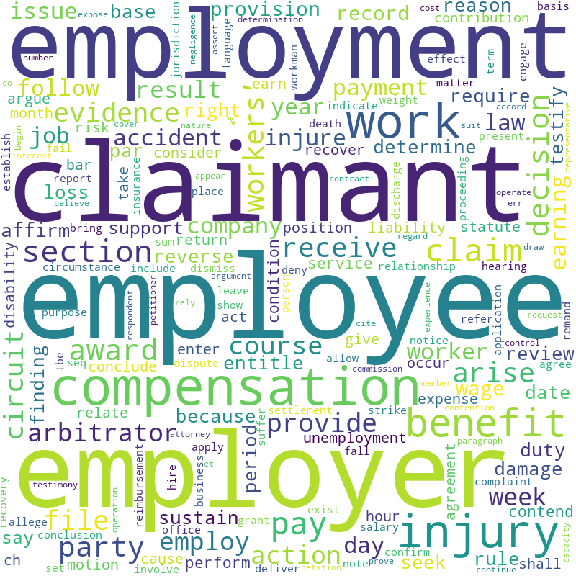 issue
jurisdiction
expose
negligence
assert
number
base
provision
language
determination
workman
record
contribution
cost
reason
basis
effect
term
engage
employment
follow
argue
result
earn
month
weight
indicate
evidence
right
year
payment
matter
require
law
testify
job
risk
accident
injure
determine
decision
work
workers'
death
suit
accord
present
representative
establish
fail
bar
cover
nature
par
consider
recover
claimant
begin
interest
loss
report
believe
take
insurance
appear
place
contract
discharge
proceeding
operate
err
earning
affirm
bring
support
company
position
liability
statute
regard
draw
section
sum
return
reverse
receive
claim
hearing
disability
circumstance
include
dismiss
condition
deny
service
relationship
person
purpose
respondent
petitioner
argument
rely
leave
show
act
give
experience
notice
refer
application
request
control
remand
employee
circuit
finding
the
seq
award
conclude
enter
course
cite
entitle
because
dispute
allow
commission
worker
occur
review
arise
agree
wage
expense
date
relate
compensation
member
contention
settlement
strike
suffer
arbitrator
attorney
provide
benefit
testimony
reimbursement
apply
hire
period
unemployment
fall
paragraph
employer
damage
duty
agreement
week
complaint
contend
recovery
file
sustain
business
office
grant
exist
pay
hour
salary
prove
injury
say
allege
conclusion
operation
party
employ
action
day
confirm
seek
rule
shall
capacity
ch
set
motion
cause
involve
perform
deliver
note
petition
continue